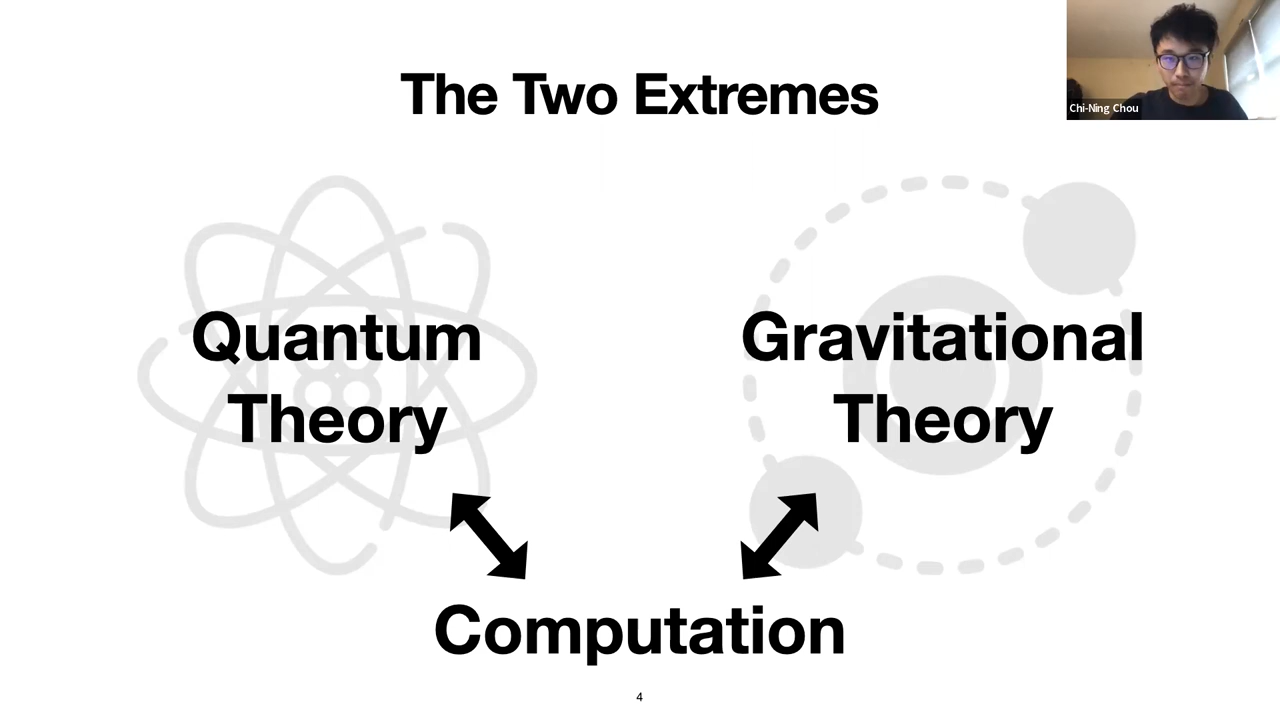 The Two Extremes
Chi-Ning Chou
Quantum
Theory
Gravitational
Theory
Computation
4